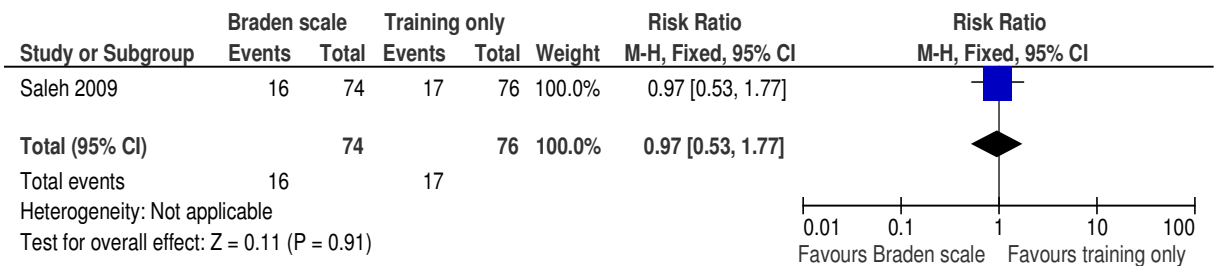 Braden scale Training only Risk Ratio Risk Ratio
Study or Subgroup Events Total Events Total Weight M-H, Fixed, 95% CI M-H, Fixed, 95% CI
Saleh 2009 16 74 17 76 100.0% 0.97 [0.53, 1.77]
Total (95% CI) 74 76 100.0% 0.97 [0.53, 1.77]
Total events 16 17
Heterogeneity: Not applicable
Test for overall effect: Z = 0.11 (P = 0.91)
0.01 0.1 1 10 100
Favours Braden scale Favours training only